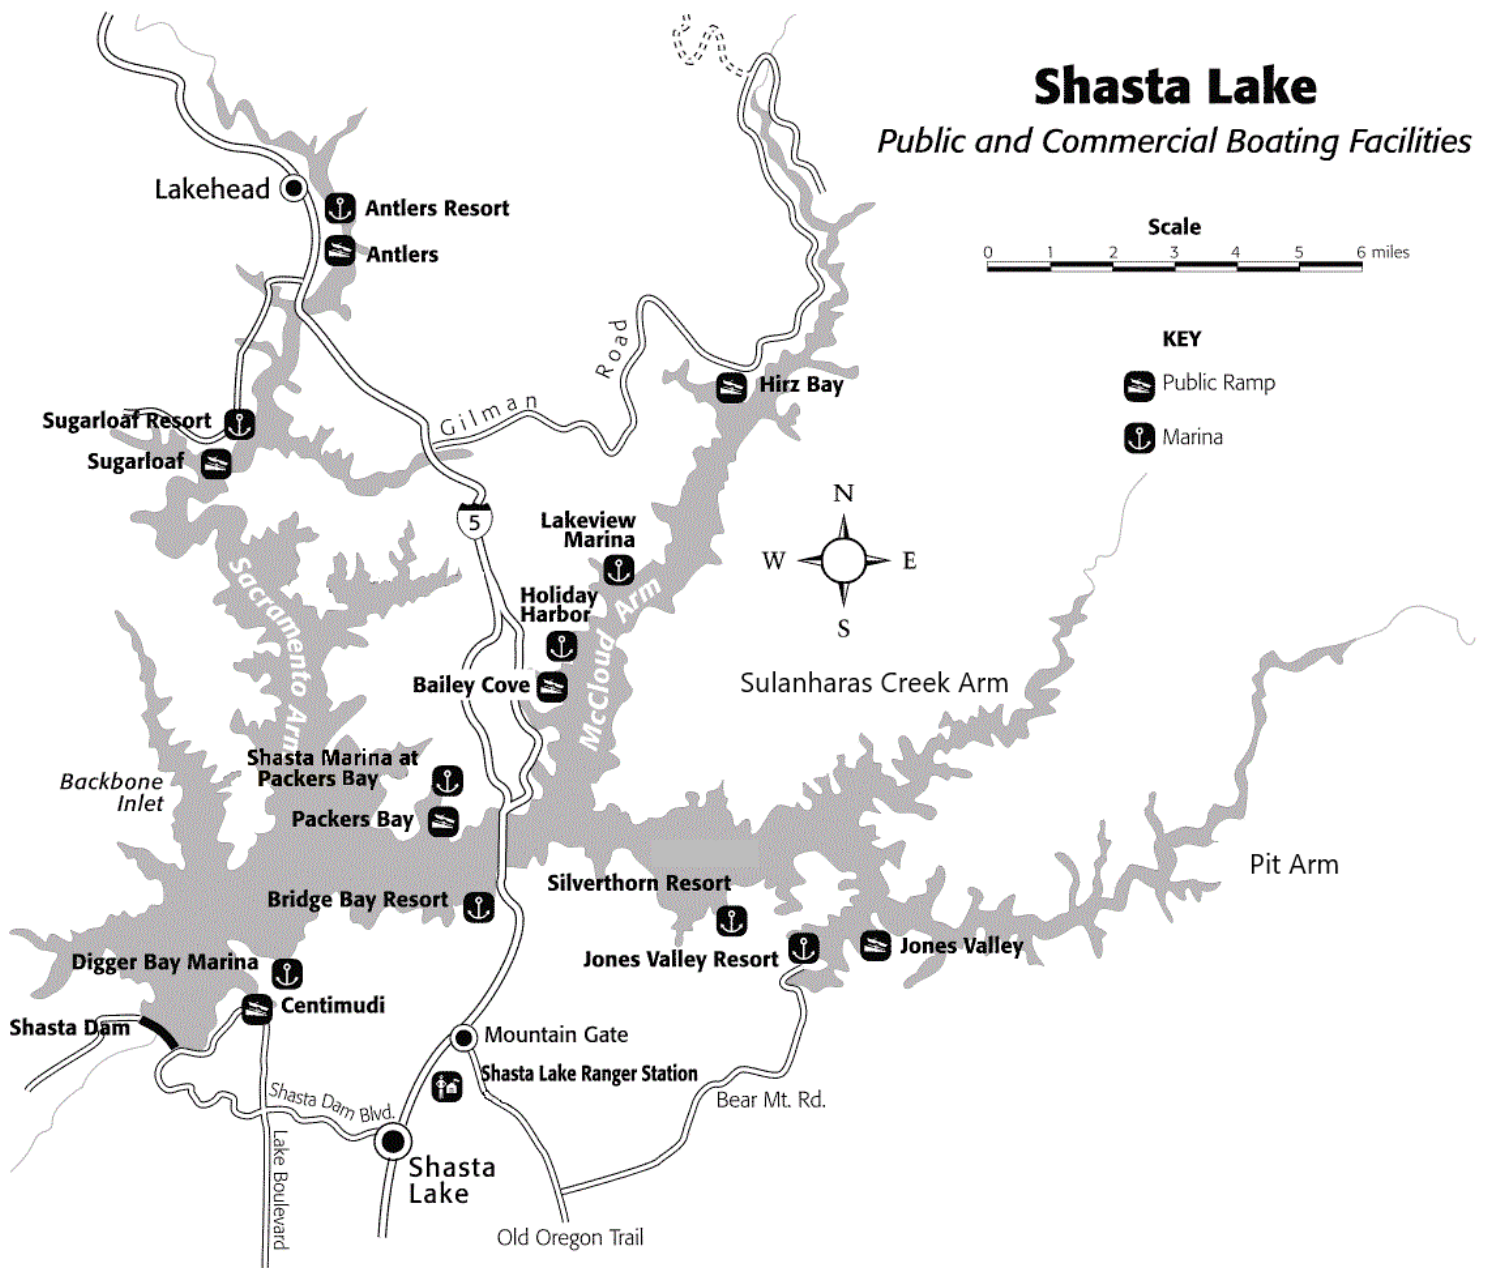 Shasta Lake
Public and Commercial Boating Facilities
Scale
0 1 2 3 4 5 6 miles
KEY
Public Ramp
Marina
Lakehead
Antlers Resort
Antlers
Gilman Road
Hirz Bay
Sugarloaf Resort
Sugarloaf
5
Lakeview
Marina
N
W E
S
Holiday
Harbor
Sacramento Arm
McCloud Arm
Bailey Cove
Sulanharas Creek Arm
Shasta Marina at
Packers Bay
Backbone
Inlet
Packers Bay
Pit Arm
Silverthorn Resort
Bridge Bay Resort
Jones Valley
Jones Valley Resort
Digger Bay Marina
Centimudi
Shasta Dam
Mountain Gate
Shasta Lake Ranger Station
Shasta Dam Blvd.
Bear Mt. Rd.
Lake Boulevard
Shasta
Lake
Old Oregon Trail